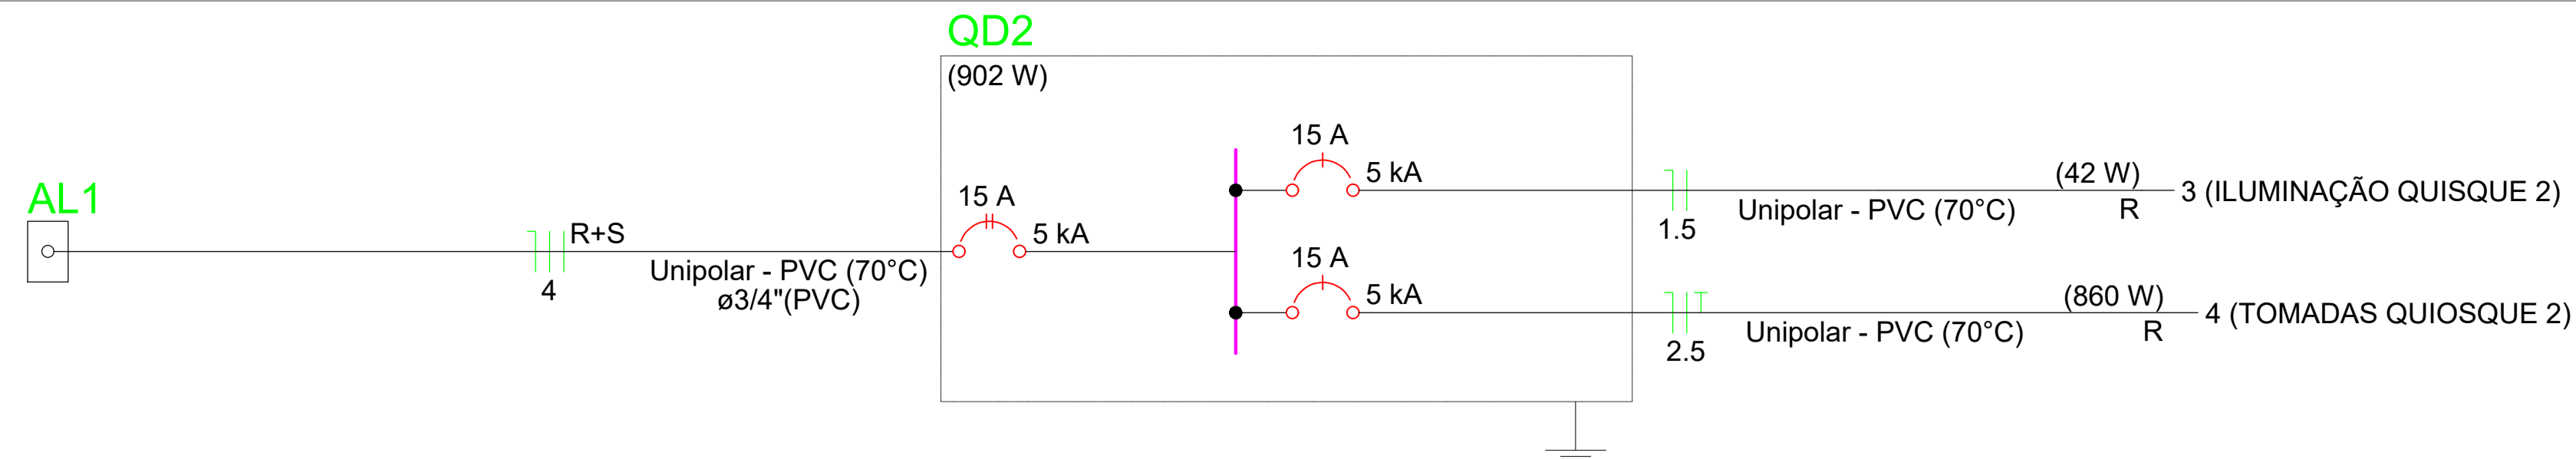 QD2
(902 W)
AL1
R+S
4
Unipolar - PVC (70°C)
ø3/4"(PVC)
15 A
5 kA
15 A
5 kA
1.5
Unipolar - PVC (70°C)
(42 W)
R
3 (ILUMINAÇÃO QUISQUE 2)
15 A
5 kA
2.5
Unipolar - PVC (70°C)
(860 W)
R
4 (TOMADAS QUIOSQUE 2)